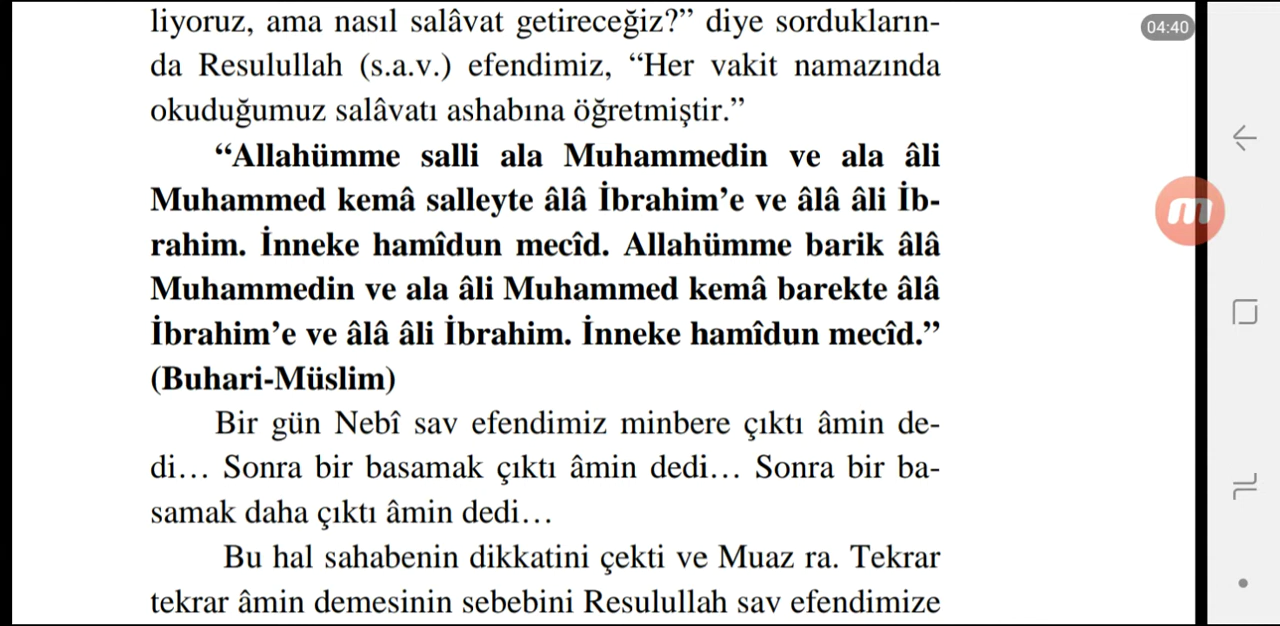 liyoruz, ama nasıl salâvat getireceğiz?” diye sordukların-
04:40
da Resulullah (s.a.v.) efendimiz, “Her vakit namazında
okuduğumuz salâvatı ashabına öğretmiştir.”
“Allahümme salli ala Muhammedin ve ala âli
Muhammed kemâ salleyte âlâ İbrahim’e ve âlâ âli İb-
rahim. İnneke hamîdun mecîd. Allahümme barik âlâ
Muhammedin ve ala âli Muhammed kemâ barekte âlâ
İbrahim’e ve âlâ âli İbrahim. İnneke hamîdun mecîd.”
(Buhari-Müslim)
Bir gün Nebî sav efendimiz minbere çıktı âmin de-
di… Sonra bir basamak çıktı âmin dedi… Sonra bir ba-
samak daha çıktı âmin dedi…
Bu hal sahabenin dikkatini çekti ve Muaz ra. Tekrar
tekrar âmin demesinin sebebini Resulullah sav efendimize